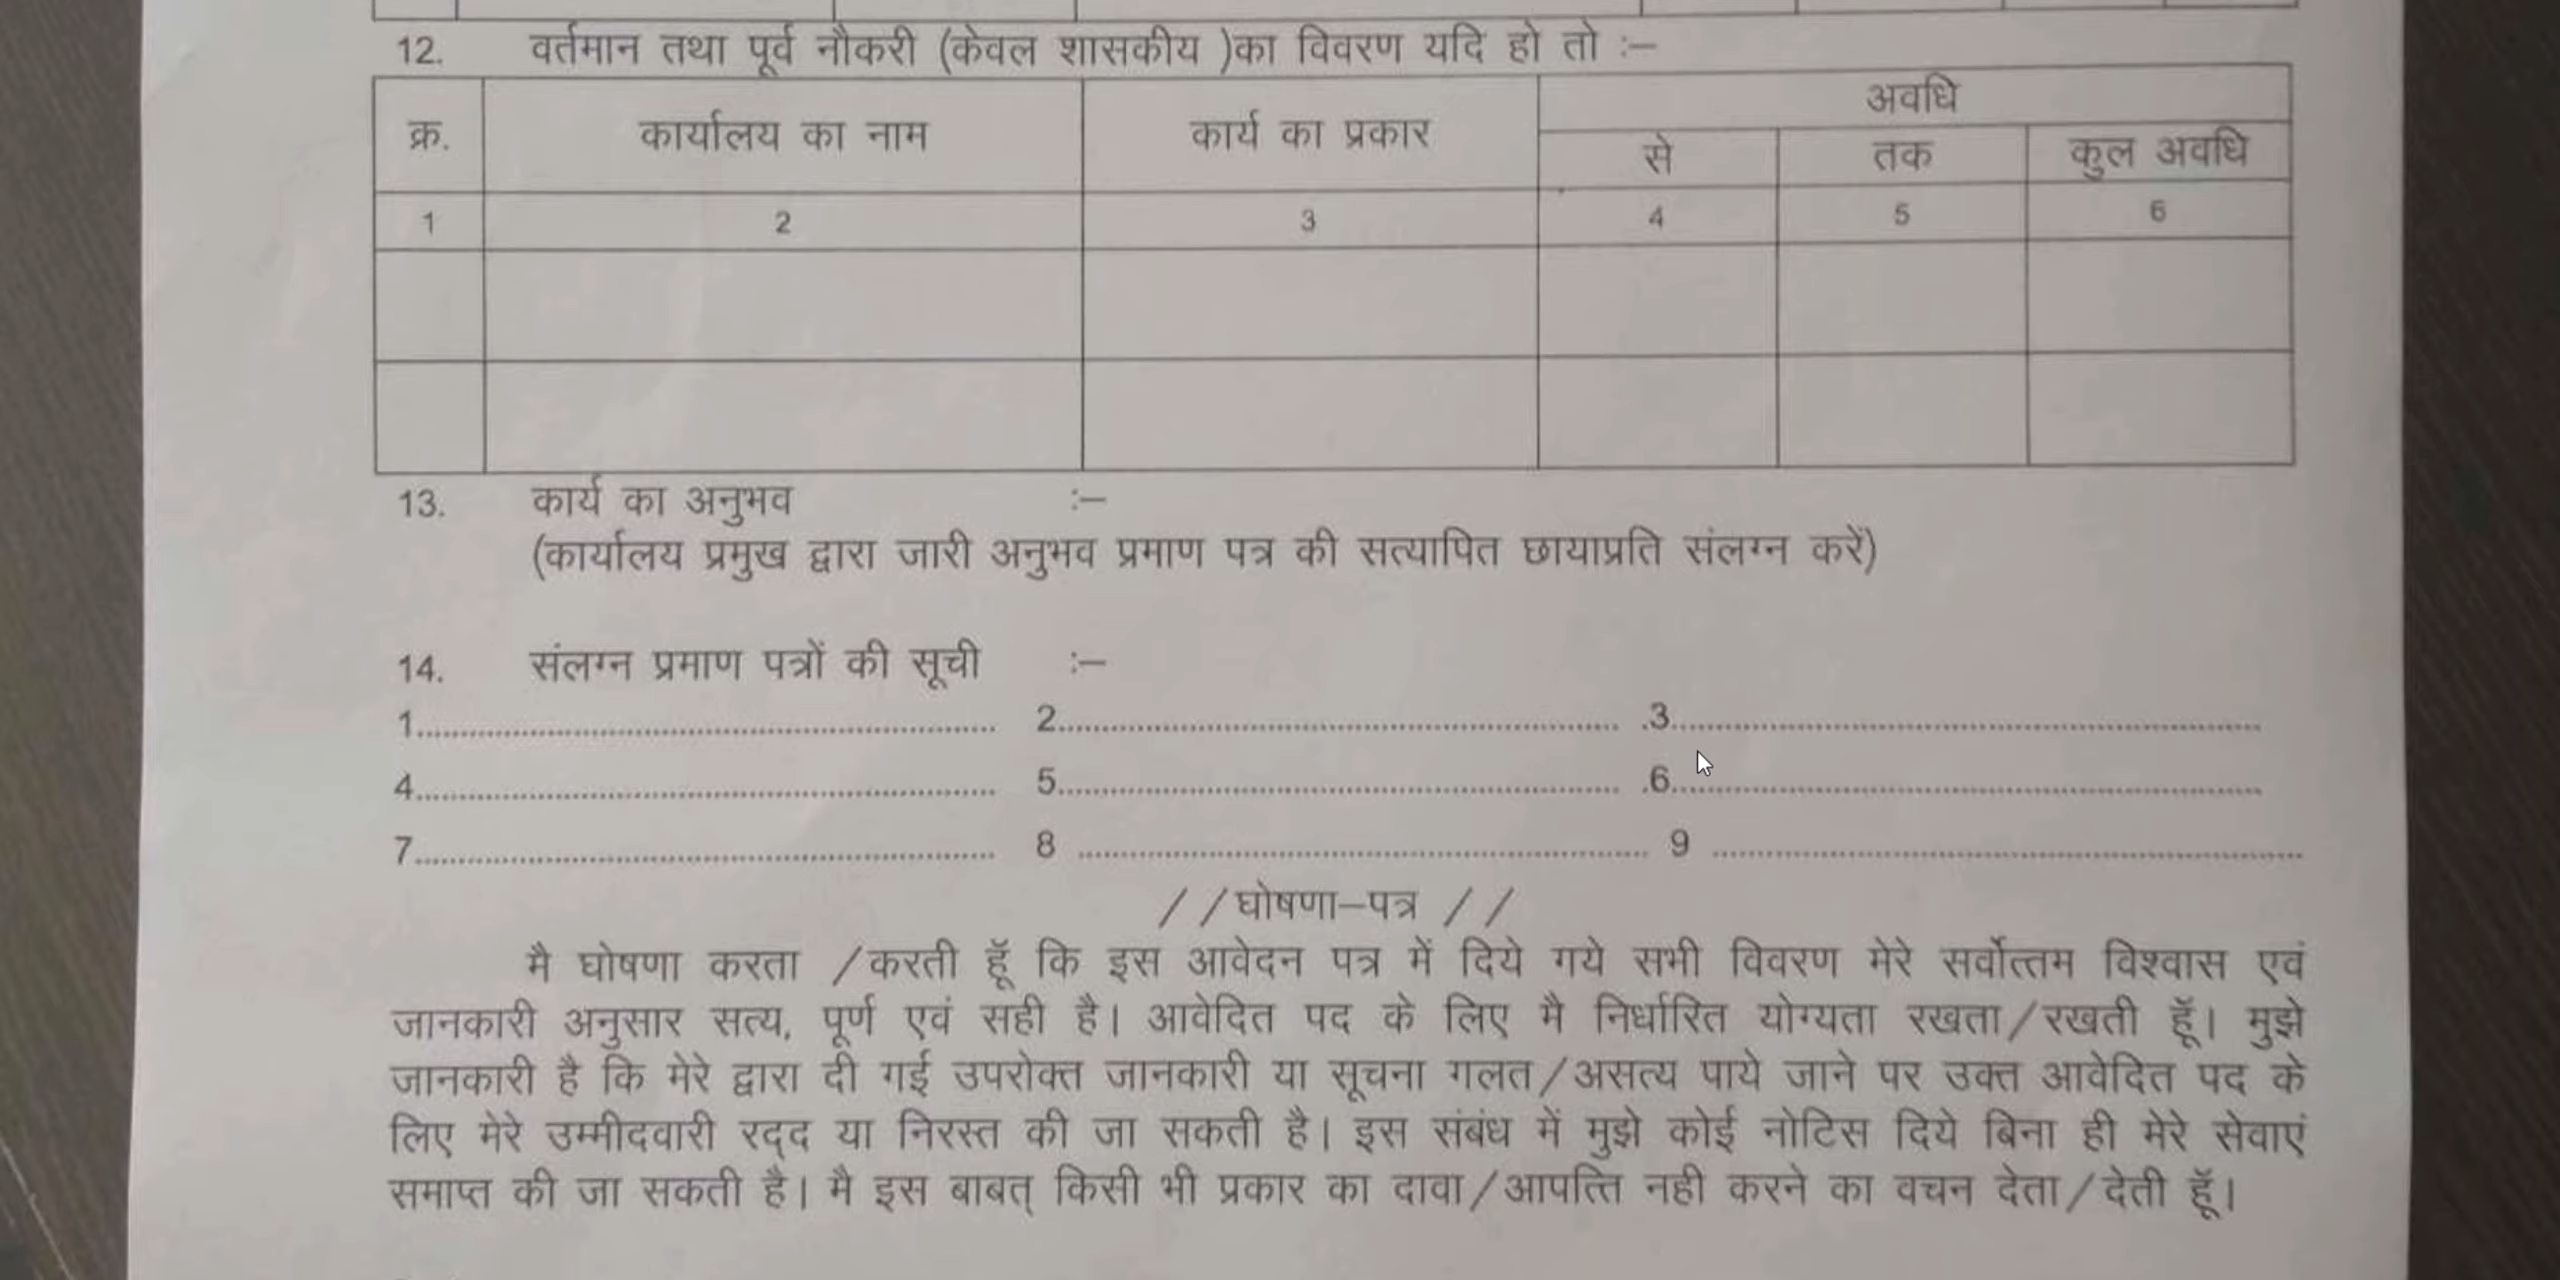 12. वर्तमान तथा पूर्व नौकरी (केवल शासकीय )का विवरण यदि हो तो :–
क्र. कार्यालय का नाम कार्य का प्रकार अवधि
से तक कुल अवधि
1 2 3 4 5 6
13. कार्य का अनुभव :–
(कार्यालय प्रमुख द्वारा जारी अनुभव प्रमाण पत्र की सत्यापित छायाप्रति संलग्न करें)
14. संलग्न प्रमाण पत्रों की सूची :–
1.............................. 2.............................. .3..............................
4.............................. 5.............................. .6..............................
7.............................. 8 .............................. 9 ..............................
//घोषणा–पत्र //
मै घोषणा करता /करती हूॅ कि इस आवेदन पत्र में दिये गये सभी विवरण मेरे सर्वोत्तम विश्वास एवं
जानकारी अनुसार सत्य, पूर्ण एवं सही है। आवेदित पद के लिए मै निर्धारित योग्यता रखता/रखती हूॅ। मुझे
जानकारी है कि मेरे द्वारा दी गई उपरोक्त जानकारी या सूचना गलत/असत्य पाये जाने पर उक्त आवेदित पद के
लिए मेरे उम्मीदवारी रद्द या निरस्त की जा सकती है। इस संबंध में मुझे कोई नोटिस दिये बिना ही मेरे सेवाएं
समाप्त की जा सकती है। मै इस बाबत् किसी भी प्रकार का दावा/आपत्ति नही करने का वचन देता/देती हूॅ।